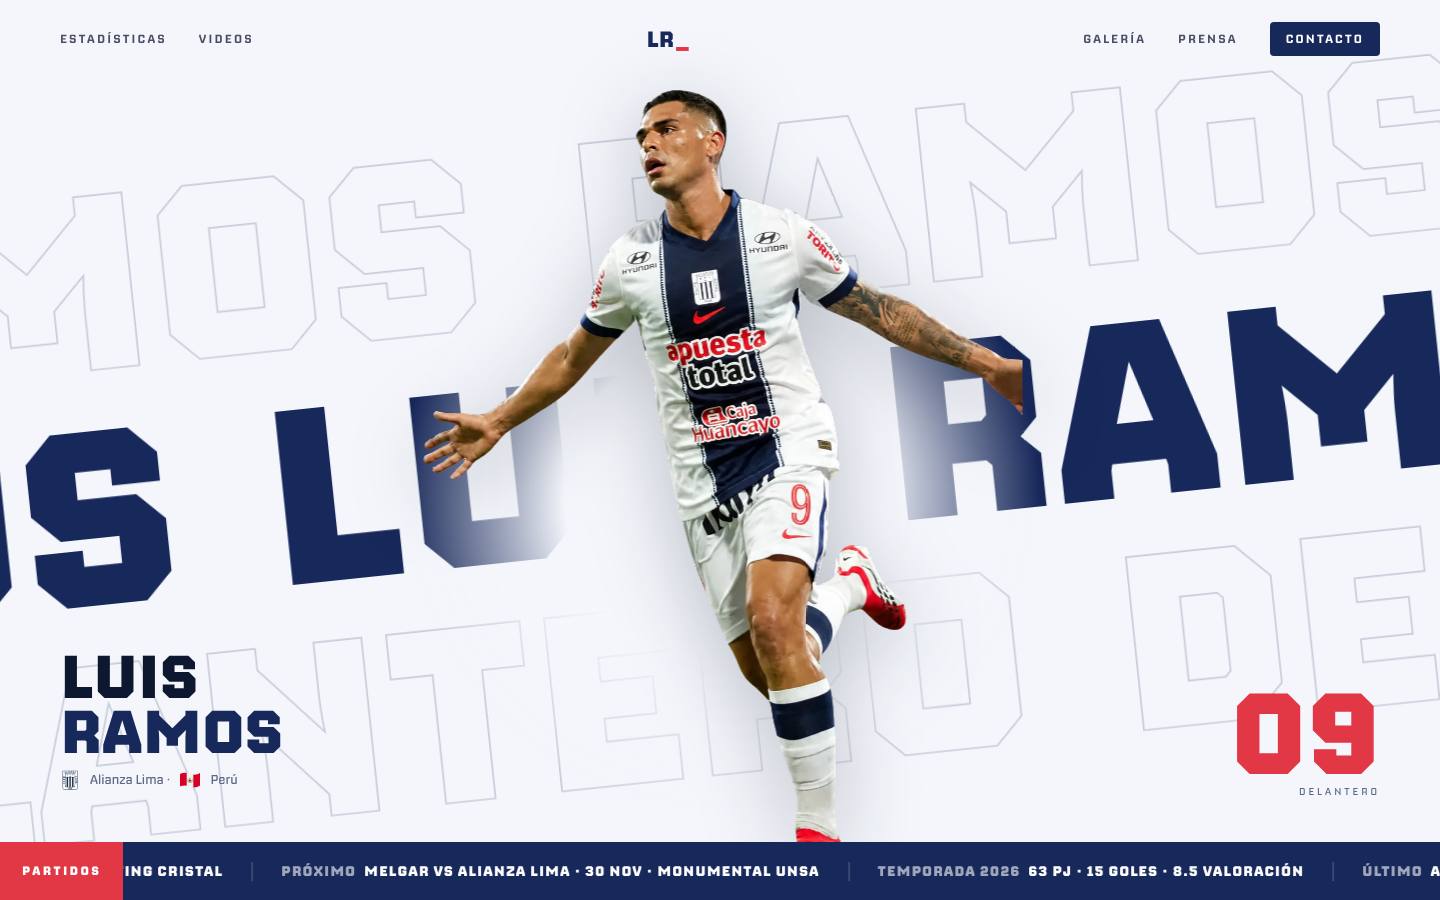 ESTADÍSTICAS
VIDEOS
LR_
GALERÍA
PRENSA
CONTACTO
MOS RAMOS
OS LU RAM
ANTERO DE
HYUNDAI
HYUNDAI
apuesta
total
Caja
Huancayo
9
LUIS
RAMOS
Alianza Lima · Perú
09
DELANTERO
PARTIDOS
ING CRISTAL
PRÓXIMO MELGAR VS ALIANZA LIMA · 30 NOV · MONUMENTAL UNSA
TEMPORADA 2026 63 PJ · 15 GOLES · 8.5 VALORACIÓN
ÚLTIMO A